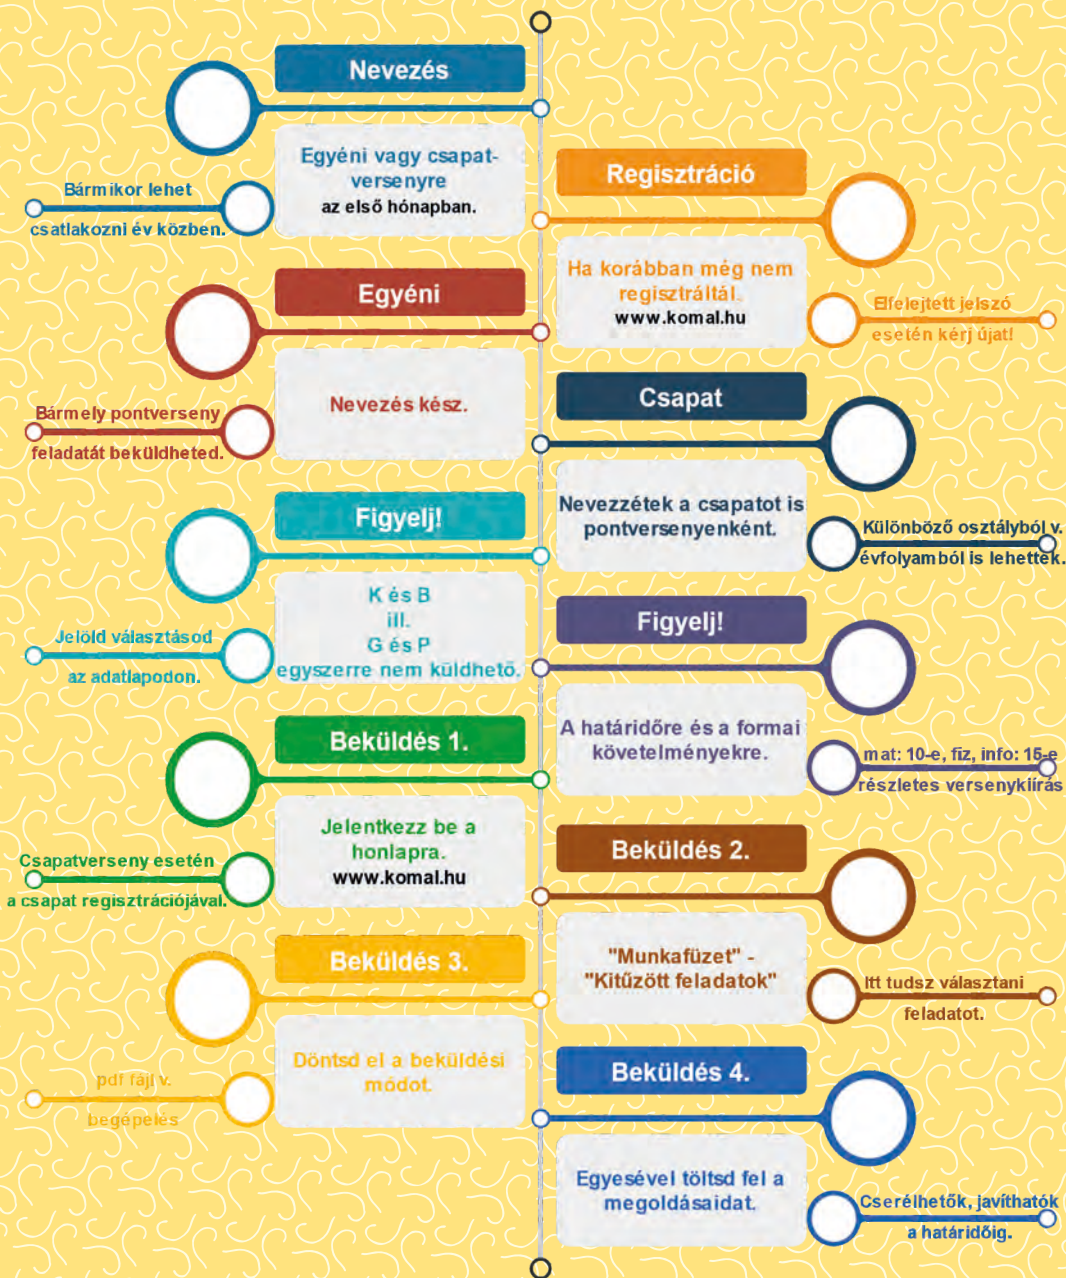 Nevezés
Egyéni vagy csapat-
versenyre
az első hónapban.
Bármikor lehet
csatlakozni év közben.
Regisztráció
Ha korábban még nem
regisztráltál.
www.komal.hu
Elfelejtett jelszó
esetén kérj újat!
Egyéni
Nevezés kész.
Bármely pontverseny
feladatát beküldheted.
Csapat
Nevezzétek a csapatot is
pontversenyenként.
Különböző osztályból v.
évfolyamból is lehettek.
Figyelj!
K és B
ill.
G és P
egyszerre nem küldhető.
Jelöld választásod
az adatlapodon.
Figyelj!
A határidőre és a formai
követelményekre.
mat: 10-e, fiz, info: 15-e
részletes versenykiírás
Beküldés 1.
Jelentkezz be a
honlapra.
www.komal.hu
Csapatverseny esetén
a csapat regisztrációjával.
Beküldés 2.
"Munkafüzet" -
"Kitűzött feladatok"
Itt tudsz választani
feladatot.
Beküldés 3.
Döntsd el a beküldési
módot.
pdf fájl v.
begépelés
Beküldés 4.
Egyesével töltsd fel a
megoldásaidat.
Cserélhetők, javíthatók
a határidőig.